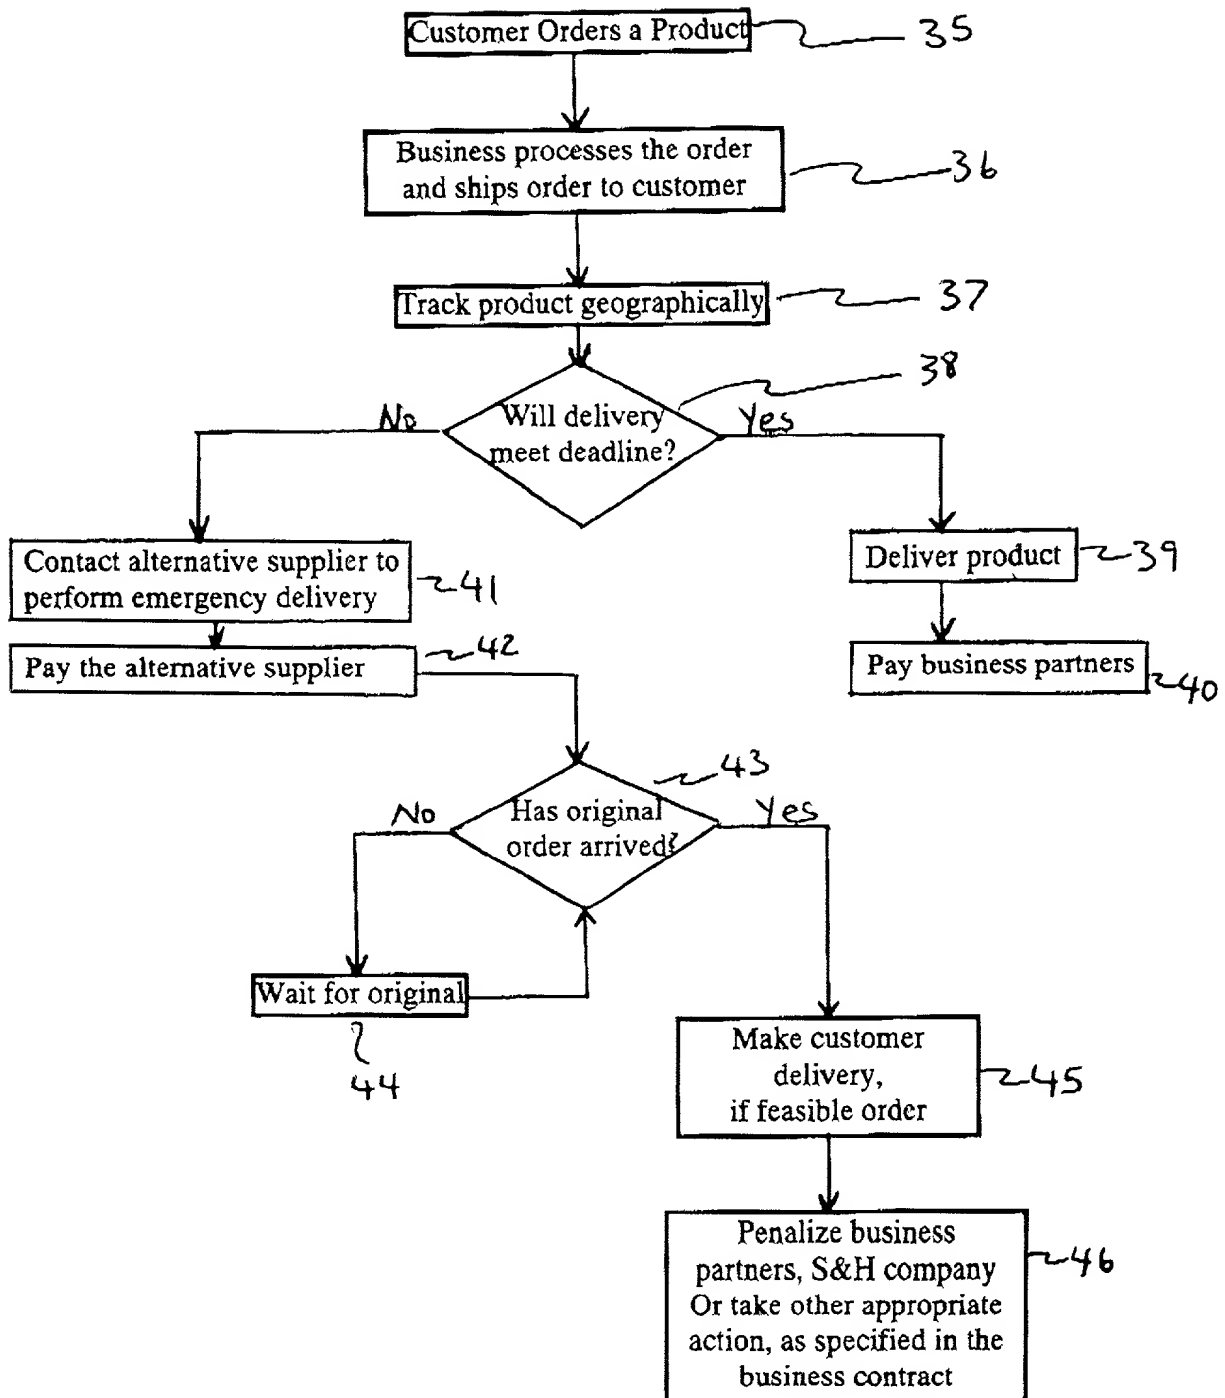 Customer Orders a Product
35
Business processes the order
and ships order to customer
36
Track product geographically
37
38
Will delivery
meet deadline?
No
Yes
Contact alternative supplier to
perform emergency delivery
41
Deliver product
39
Pay the alternative supplier
42
Pay business partners
40
43
Has original
order arrived?
No
Yes
Wait for original
44
Make customer
delivery,
if feasible order
45
Penalize business
partners, S&H company
Or take other appropriate
action, as specified in the
business contract
46